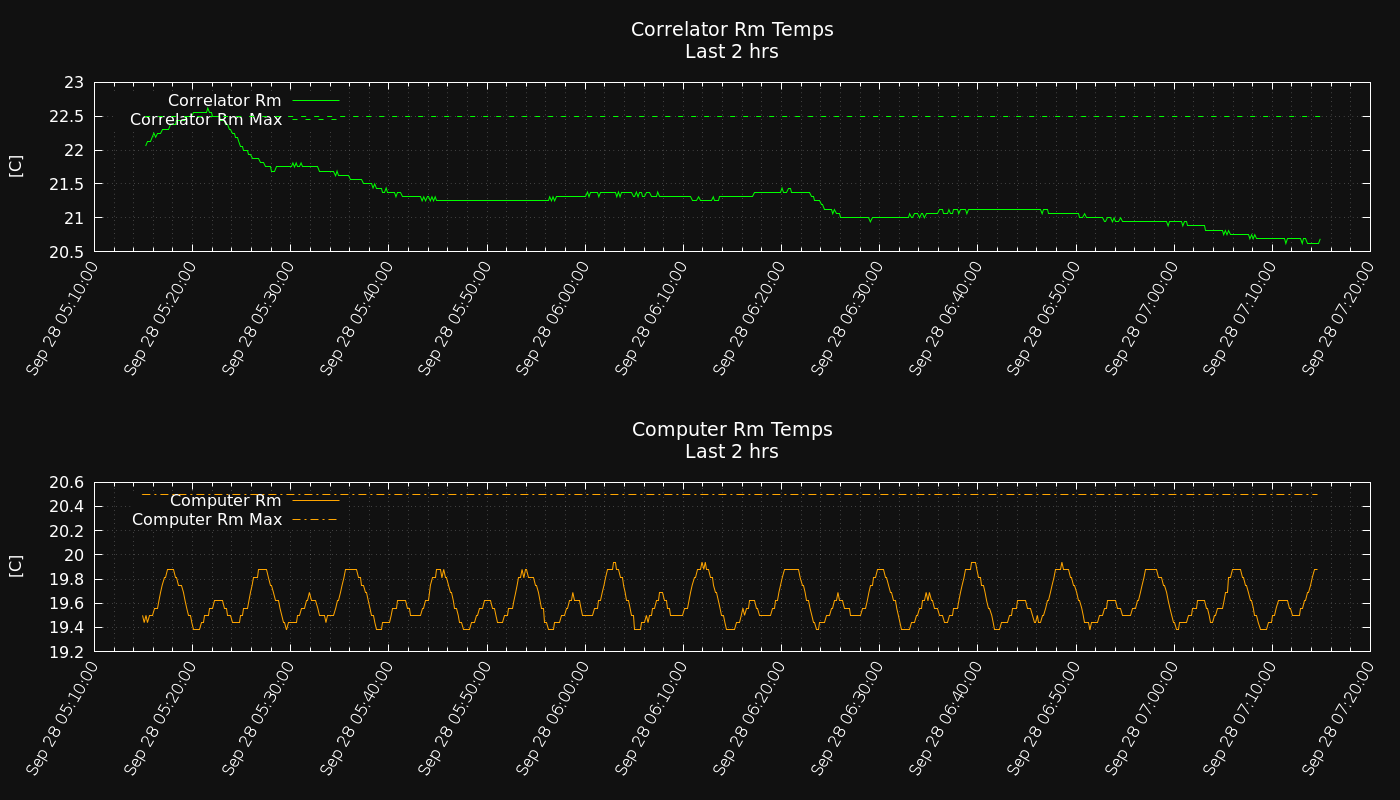 Correlator Rm Temps
Last 2 hrs
[C]
23
22.5
22
21.5
21
20.5
Correlator Rm
Correlator Rm Max
Sep 28 05:10:00
Sep 28 05:20:00
Sep 28 05:30:00
Sep 28 05:40:00
Sep 28 05:50:00
Sep 28 06:00:00
Sep 28 06:10:00
Sep 28 06:20:00
Sep 28 06:30:00
Sep 28 06:40:00
Sep 28 06:50:00
Sep 28 07:00:00
Sep 28 07:10:00
Sep 28 07:20:00
Computer Rm Temps
Last 2 hrs
[C]
20.6
20.4
20.2
20
19.8
19.6
19.4
19.2
Computer Rm
Computer Rm Max
Sep 28 05:10:00
Sep 28 05:20:00
Sep 28 05:30:00
Sep 28 05:40:00
Sep 28 05:50:00
Sep 28 06:00:00
Sep 28 06:10:00
Sep 28 06:20:00
Sep 28 06:30:00
Sep 28 06:40:00
Sep 28 06:50:00
Sep 28 07:00:00
Sep 28 07:10:00
Sep 28 07:20:00